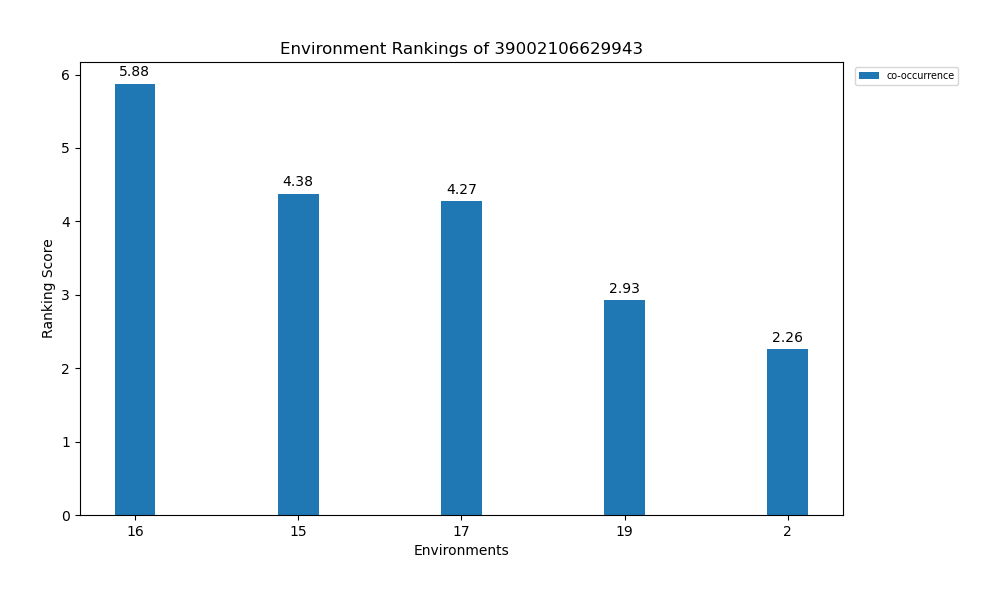 Environment Rankings of 39002106629943
co-occurrence
Ranking Score
6
5
4
3
2
1
0
5.88
4.38
4.27
2.93
2.26
16 15 17 19 2
Environments